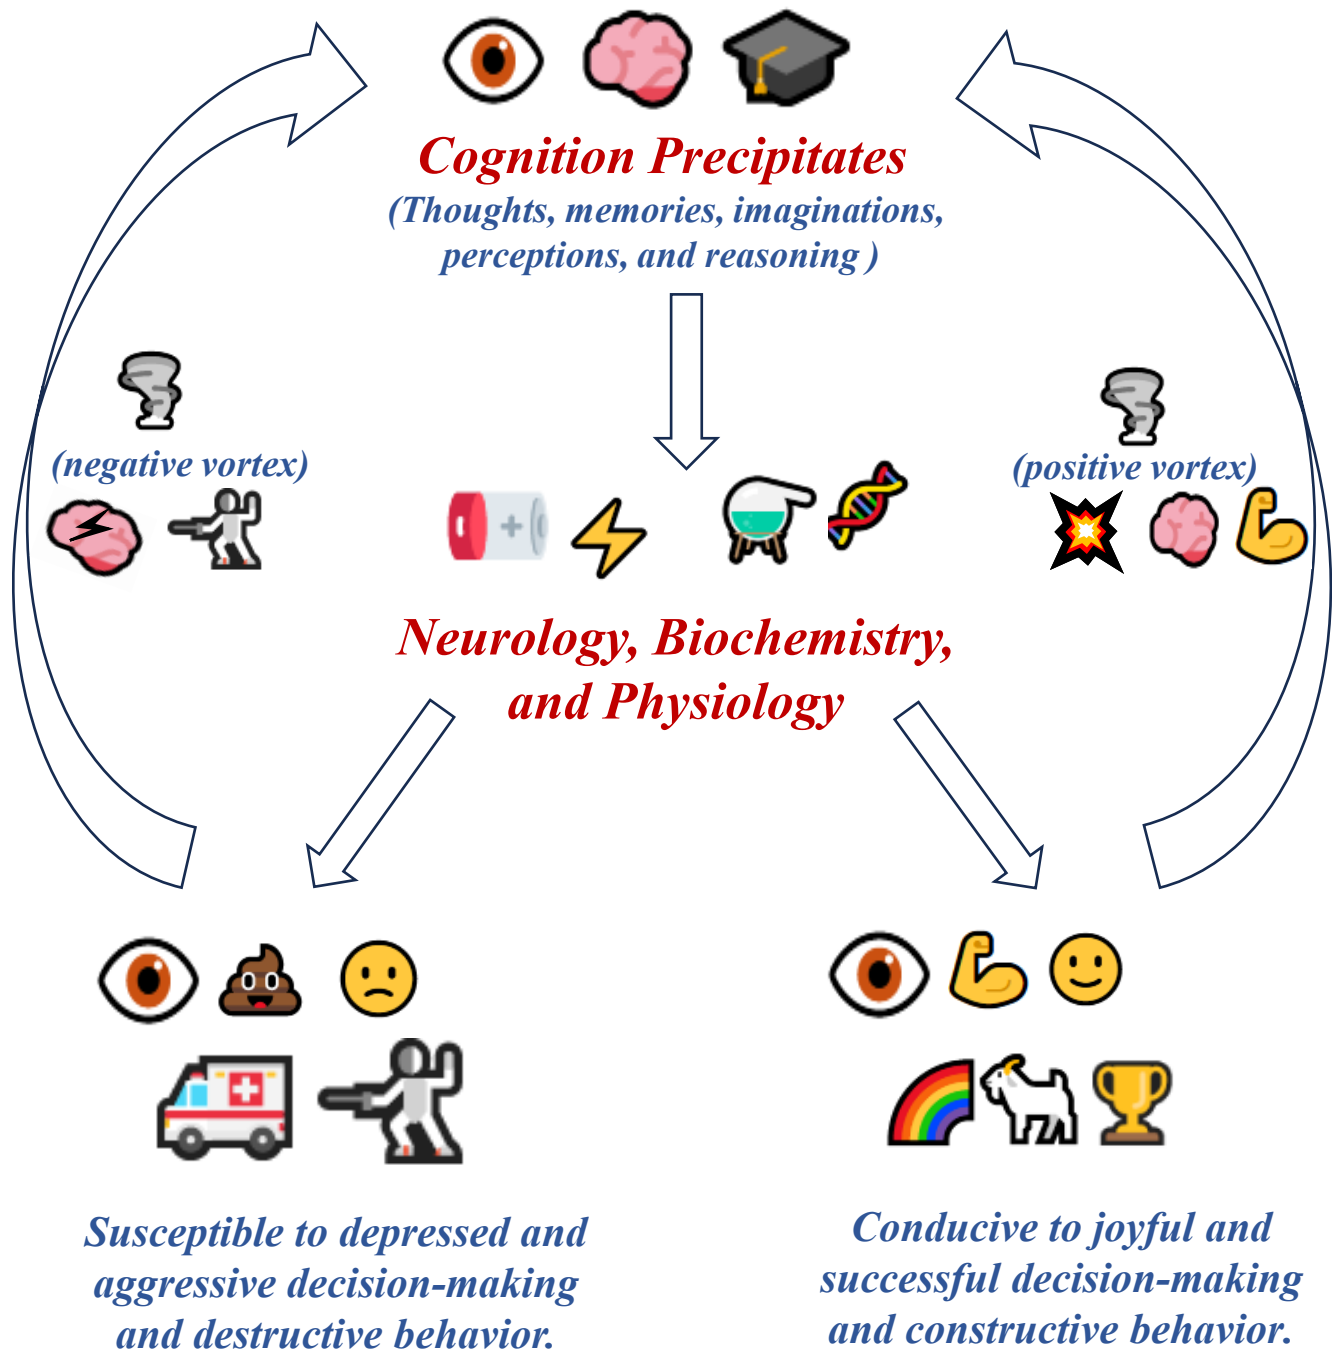 Cognition Precipitates
(Thoughts, memories, imaginations,
perceptions, and reasoning )
(negative vortex)
(positive vortex)
Neurology, Biochemistry,
and Physiology
Susceptible to depressed and
aggressive decision-making
and destructive behavior.
Conducive to joyful and
successful decision-making
and constructive behavior.